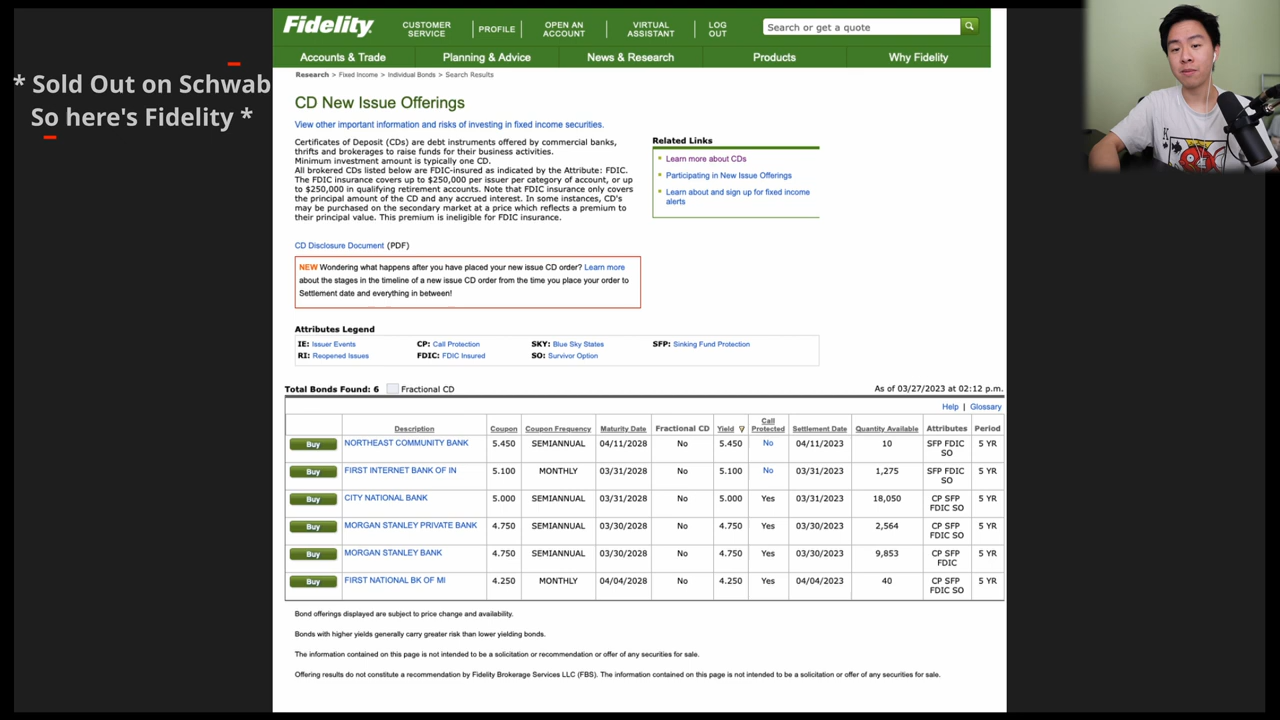 * Sold Out on Schwab
So here's Fidelity *
Fidelity
CUSTOMER SERVICE
PROFILE
OPEN AN ACCOUNT
VIRTUAL ASSISTANT
LOG OUT
Search or get a quote
Accounts & Trade Planning & Advice News & Research Products Why Fidelity
Research > Fixed Income > Individual Bonds > Search Results
CD New Issue Offerings
View other important information and risks of investing in fixed income securities.
Certificates of Deposit (CDs) are debt instruments offered by commercial banks,
thrifts and brokerages to raise funds for their business activities.
Minimum investment amount is typically one CD.
All brokered CDs listed below are FDIC-insured as indicated by the Attribute: FDIC.
The FDIC insurance covers up to $250,000 per issuer per category of account, or up
to $250,000 in qualifying retirement accounts. Note that FDIC insurance only covers
the principal amount of the CD and any accrued interest. In some instances, CD's
may be purchased on the secondary market at a price which reflects a premium to
their principal value. This premium is ineligible for FDIC insurance.
Related Links
Learn more about CDs
Participating in New Issue Offerings
Learn about and sign up for fixed income
alerts
CD Disclosure Document (PDF)
NEW Wondering what happens after you have placed your new issue CD order? Learn more
about the stages in the timeline of a new issue CD order from the time you place your order to
Settlement date and everything in between!
Attributes Legend
IE: Issuer Events CP: Call Protection SKY: Blue Sky States SFP: Sinking Fund Protection
RI: Reopened Issues FDIC: FDIC Insured SO: Survivor Option
Total Bonds Found: 6 Fractional CD As of 03/27/2023 at 02:12 p.m.
Help | Glossary
Description Coupon Coupon Frequency Maturity Date Fractional CD Yield Call Protected Settlement Date Quantity Available Attributes Period
Buy NORTHEAST COMMUNITY BANK 5.450 SEMIANNUAL 04/11/2028 No 5.450 No 04/11/2023 10 SFP FDIC SO 5 YR
Buy FIRST INTERNET BANK OF IN 5.100 MONTHLY 03/31/2028 No 5.100 No 03/31/2023 1,275 SFP FDIC SO 5 YR
Buy CITY NATIONAL BANK 5.000 SEMIANNUAL 03/31/2028 No 5.000 Yes 03/31/2023 18,050 CP SFP FDIC SO 5 YR
Buy MORGAN STANLEY PRIVATE BANK 4.750 SEMIANNUAL 03/30/2028 No 4.750 Yes 03/30/2023 2,564 CP SFP FDIC SO 5 YR
Buy MORGAN STANLEY BANK 4.750 SEMIANNUAL 03/30/2028 No 4.750 Yes 03/30/2023 9,853 CP SFP FDIC 5 YR
Buy FIRST NATIONAL BK OF MI 4.250 MONTHLY 04/04/2028 No 4.250 Yes 04/04/2023 40 CP SFP FDIC SO 5 YR
Bond offerings displayed are subject to price change and availability.
Bonds with higher yields generally carry greater risk than lower yielding bonds.
The information contained on this page is not intended to be a solicitation or recommendation or offer of any securities for sale.
Offering results do not constitute a recommendation by Fidelity Brokerage Services LLC (FBS). The information contained on this page is not intended to be a solicitation or offer of any securities for sale.
K